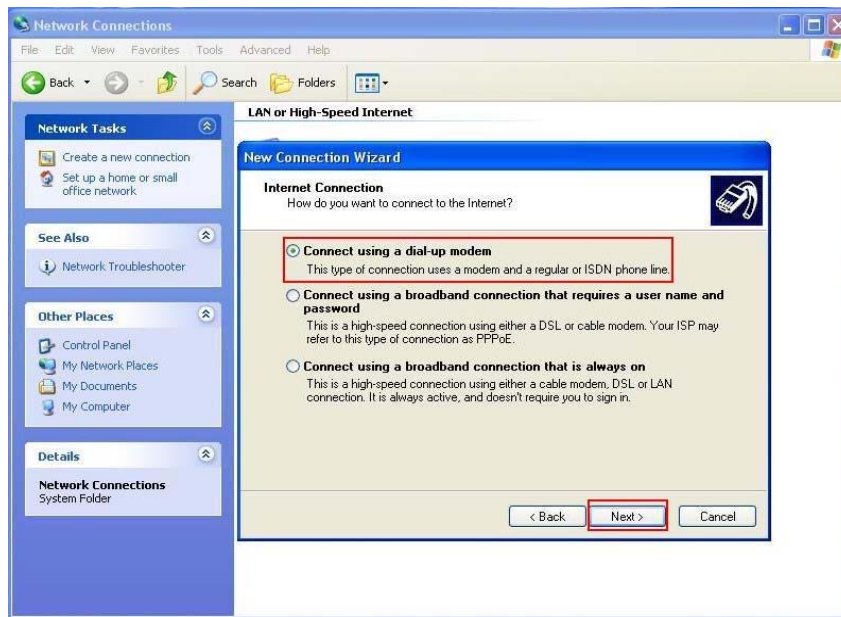 Network Connections
File Edit View Favorites Tools Advanced Help
Back Search Folders
Network Tasks
Create a new connection
Set up a home or small
office network
See Also
Network Troubleshooter
Other Places
Control Panel
My Network Places
My Documents
My Computer
Details
Network Connections
System Folder
LAN or High-Speed Internet
New Connection Wizard
Internet Connection
How do you want to connect to the Internet?
Connect using a dial-up modem
This type of connection uses a modem and a regular or ISDN phone line.
Connect using a broadband connection that requires a user name and
password
This is a high-speed connection using either a DSL or cable modem. Your ISP may
refer to this type of connection as PPPoE.
Connect using a broadband connection that is always on
This is a high-speed connection using either a cable modem, DSL or LAN
connection. It is always active, and doesn't require you to sign in.
< Back Next > Cancel